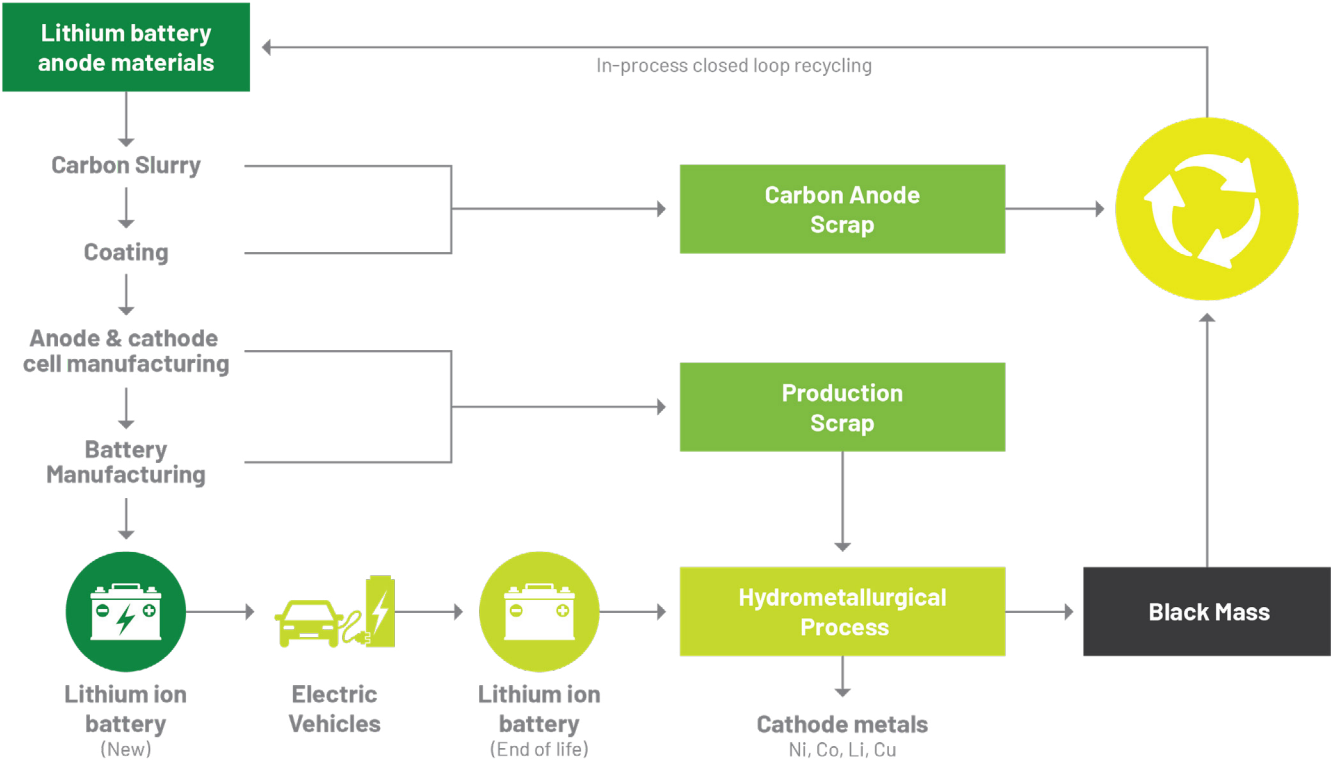 Lithium battery
anode materials
In-process closed loop recycling
Carbon Slurry
Carbon Anode
Scrap
Coating
Anode & cathode
cell manufacturing
Production
Scrap
Battery
Manufacturing
Hydrometallurgical
Process
Black Mass
Lithium ion
battery
(New)
Electric
Vehicles
Lithium ion
battery
(End of life)
Cathode metals
Ni, Co, Li, Cu